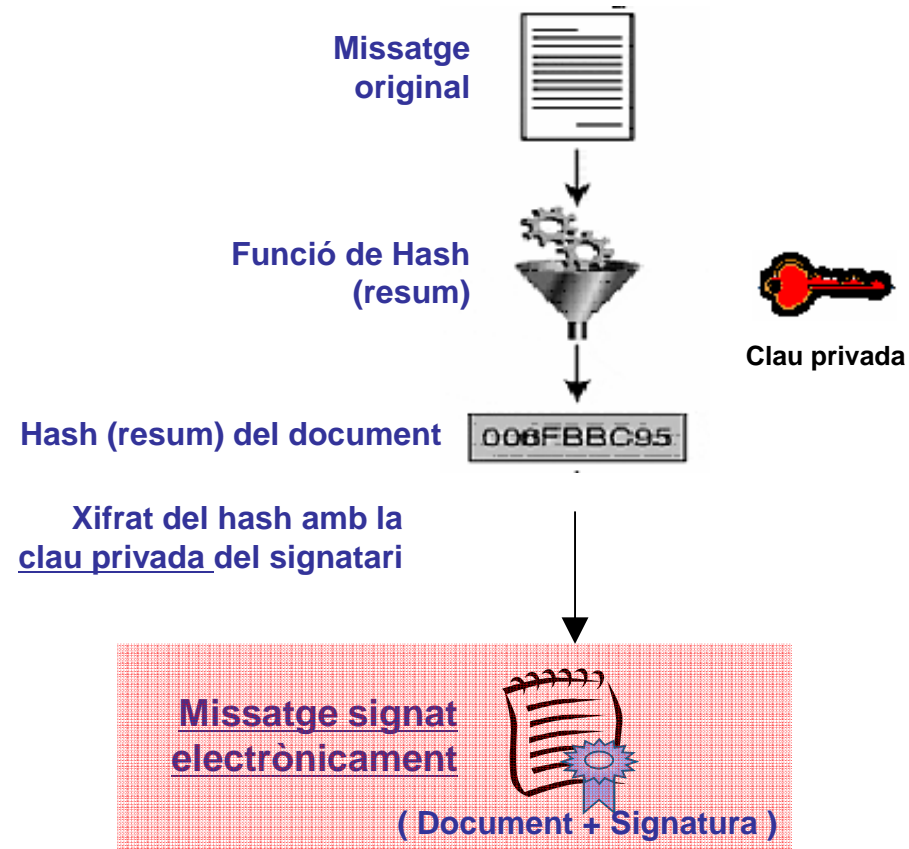 Missatge
original
Funció de Hash
(resum)
Clau privada
Hash (resum) del document
006FBBC95
Xifrat del hash amb la
clau privada del signatari
Missatge signat
electrònicament
( Document + Signatura )